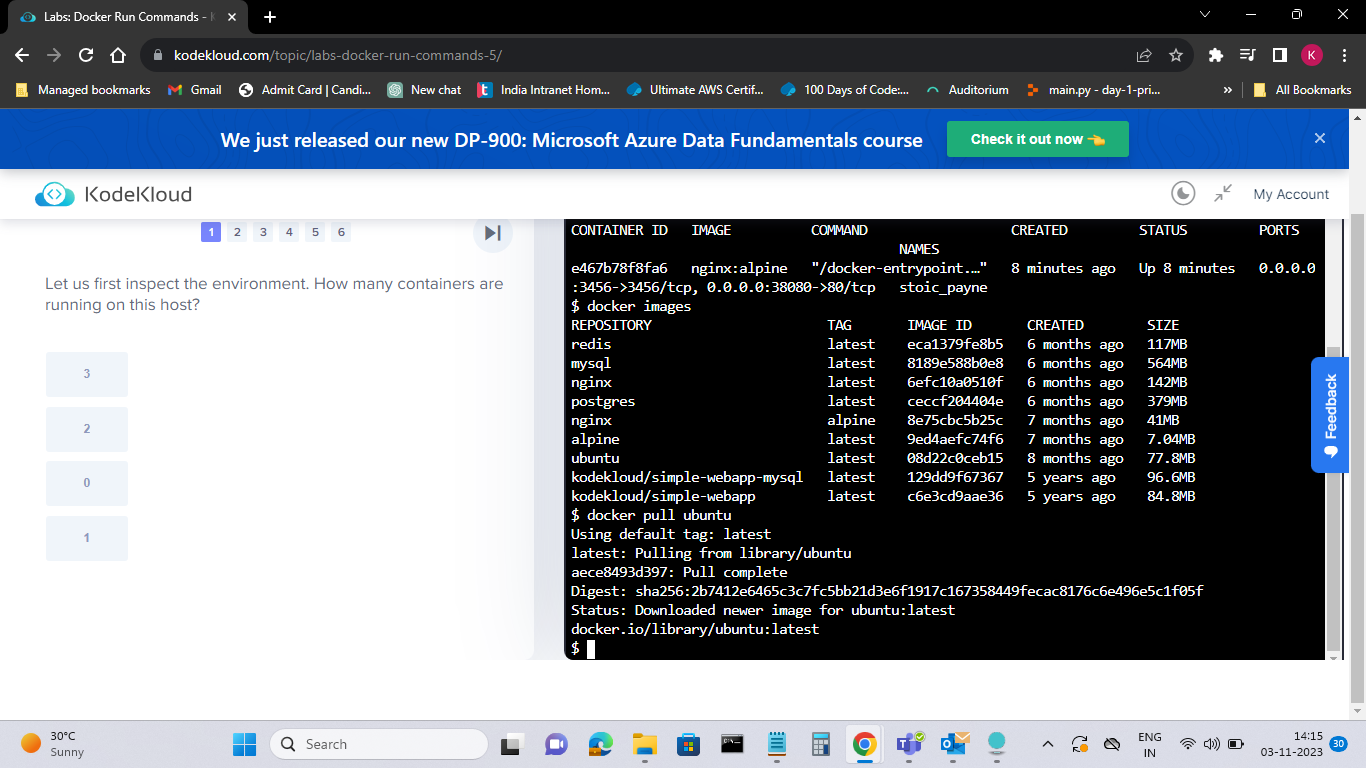 Labs: Docker Run Commands - K
kodekloud.com/topic/labs-docker-run-commands-5/
K
Managed bookmarks
Gmail
Admit Card | Candi...
New chat
India Intranet Hom...
Ultimate AWS Certif...
100 Days of Code:...
Auditorium
main.py - day-1-pri...
»
All Bookmarks
We just released our new DP-900: Microsoft Azure Data Fundamentals course
Check it out now 👈
KodeKloud
My Account
1 2 3 4 5 6
Let us first inspect the environment. How many containers are
running on this host?
3
2
0
1
CONTAINER ID   IMAGE          COMMAND                  CREATED         STATUS         PORTS
NAMES
e467b78f8fa6   nginx:alpine   "/docker-entrypoint.…"   8 minutes ago   Up 8 minutes   0.0.0.0
:3456->3456/tcp, 0.0.0.0:38080->80/tcp   stoic_payne
$ docker images
REPOSITORY                      TAG       IMAGE ID       CREATED        SIZE
redis                           latest    eca1379fe8b5   6 months ago   117MB
mysql                           latest    8189e588b0e8   6 months ago   564MB
nginx                           latest    6efc10a0510f   6 months ago   142MB
postgres                        latest    ceccf204404e   6 months ago   379MB
nginx                           alpine    8e75cbc5b25c   7 months ago   41MB
alpine                          latest    9ed4aefc74f6   7 months ago   7.04MB
ubuntu                          latest    08d22c0ceb15   8 months ago   77.8MB
kodekloud/simple-webapp-mysql   latest    129dd9f67367   5 years ago    96.6MB
kodekloud/simple-webapp         latest    c6e3cd9aae36   5 years ago    84.8MB
$ docker pull ubuntu
Using default tag: latest
latest: Pulling from library/ubuntu
aece8493d397: Pull complete
Digest: sha256:2b7412e6465c3c7fc5bb21d3e6f1917c167358449fecac8176c6e496e5c1f05f
Status: Downloaded newer image for ubuntu:latest
docker.io/library/ubuntu:latest
$
Feedback
30°C
Sunny
Search
ENG
IN
14:15
03-11-2023
30